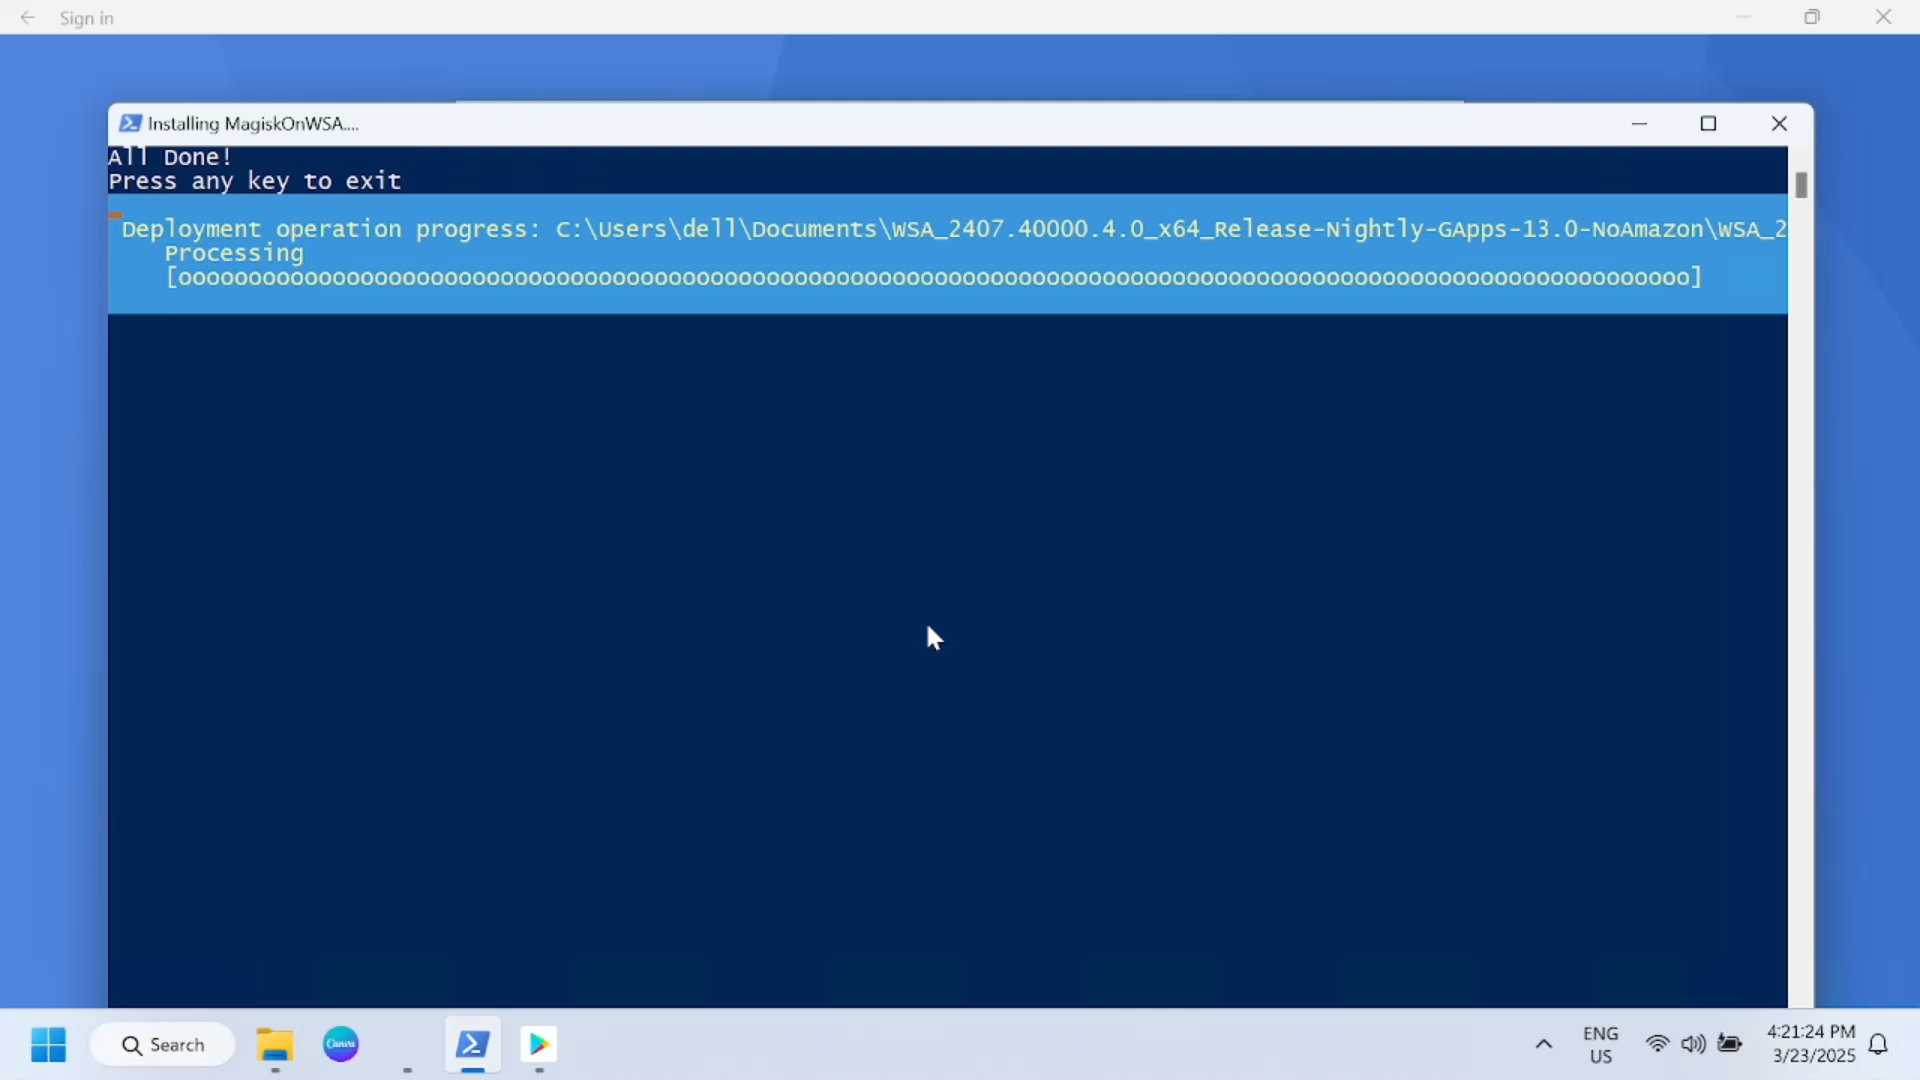 Sign in
Installing MagiskOnWSA....
All Done!
Press any key to exit
Deployment operation progress: C:\Users\dell\Documents\WSA_2407.40000.4.0_x64_Release-Nightly-GApps-13.0-NoAmazon\WSA_2
Processing
[oooooooooooooooooooooooooooooooooooooooooooooooooooooooooooooooooooooooooooooooooooooooooooooooooooooooooooo]
Search
Canva
ENG
US
4:21:24 PM
3/23/2025